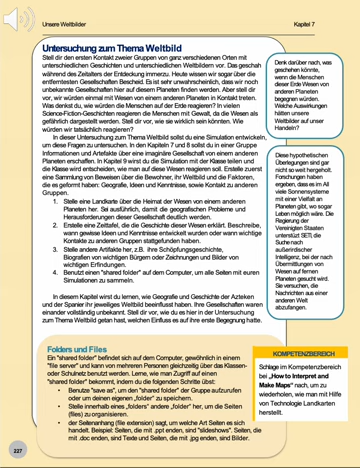 Unsere Weltbilder
Kapitel 7
Untersuchung zum Thema Weltbild
Stell dir den ersten Kontakt zweier Gruppen von ganz verschiedenen Orten mit
unterschiedlichen Geschichten und unterschiedlichen Weltbildern vor. Das geschah
während des Zeitalters der Entdeckung immerzu. Heute wissen wir sogar über die
entferntesten Gesellschaften Bescheid. Es ist sehr unwahrscheinlich, dass wir noch
unbekannte Gesellschaften hier auf diesem Planeten finden werden. Aber stell dir
vor, wir würden einmal mit Wesen von einem anderen Planeten in Kontakt treten.
Was denkst du, wie würden die Menschen auf der Erde reagieren? In vielen
Science-Fiction-Geschichten reagieren die Menschen mit Gewalt, da die Wesen als
gefährlich dargestellt werden. Stell dir vor, wie sie wirklich sein könnten. Wie
würden wir tatsächlich reagieren?
In dieser Untersuchung zum Thema Weltbild sollst du eine Simulation entwickeln,
um diese Fragen zu untersuchen. In den Kapiteln 7 und 8 sollst du in einer Gruppe
Informationen und Artefakte über eine imaginäre Gesellschaft von einem anderen
Planeten erschaffen. In Kapitel 9 wirst du die Simulation mit der Klasse teilen und
die Klasse wird entscheiden, wie man auf diese Wesen reagieren soll. Erstelle zuerst
eine Sammlung von Beweisen über die Bewohner, ihr Weltbild und die Faktoren,
die es geformt haben: Geografie, Ideen und Kenntnisse, sowie Kontakt zu anderen
Gruppen.
1. Stelle eine Landkarte über die Heimat der Wesen von einem anderen
Planeten her. Sei ausführlich, damit die geografischen Probleme und
Herausforderungen dieser Gesellschaft deutlich werden.
2. Erstelle eine Zeittafel, die die Geschichte dieser Wesen erklärt. Beschreibe,
wann gewisse Ideen und Kenntnisse entwickelt wurden oder wann wichtige
Kontakte zu anderen Gruppen stattgefunden haben.
3. Stelle andere Artefakte her, z.B. ihre Schöpfungsgeschichte,
Biografien von wichtigen Bürgern oder Zeichnungen und Bilder von
wichtigen Erfindungen.
4. Benutzt einen "shared folder" auf dem Computer, um alle Seiten mit euren
Simulationen zu sammeln.
In diesem Kapitel wirst du lernen, wie Geografie und Geschichte der Azteken
und der Spanier ihr jeweiliges Weltbild beeinflusst haben. Ihre Gesellschaften waren
einander vollständig unbekannt. Stell dir vor, wie du es hier in der Untersuchung
zum Thema Weltbild getan hast, welchen Einfluss es auf ihre erste Begegnung hatte.
Denk darüber nach, was
geschehen könnte,
wenn die Menschen
dieser Erde Wesen von
anderen Planeten
begegnen würden.
Welche Auswirkungen
hätten unsere
Weltbilder auf unser
Handeln?
Diese hypothetischen
Überlegungen sind gar
nicht so weit hergeholt.
Forschungen haben
ergeben, dass es im All
viele Sonnensysteme
mit einer Vielfalt an
Planeten gibt, wo sogar
Leben möglich wäre. Die
Regierung der
Vereinigten Staaten
unterstützt SETI, die
Suche nach
außerirdischer
Intelligenz, bei der nach
Übermittlungen von
Wesen auf fernen
Planeten gesucht wird.
Sie versuchen, die
Nachrichten aus einer
anderen Welt
abzufangen.
Folders und Files
Ein "shared folder" befindet sich auf dem Computer, gewöhnlich in einem
"file server" und kann von mehreren Personen gleichzeitig über das Klassen-
oder Schulnetz benutzt werden. Lerne, wie man Zugriff auf einen
"shared folder" bekommt, indem du die folgenden Schritte übst:
• Benutze "save as", um den "shared folder" der Gruppe aufzurufen
oder um deinen eigenen „folder" zu speichern.
• Stelle innerhalb eines „folders" andere „folder" her, um die Seiten
(files) zu organisieren.
• der Seitenanhang (file extension) sagt, um welche Art Seiten es sich
handelt. Beispiel: Seiten, die mit .ppt enden, sind "slideshows". Seiten, die
mit .doc enden, sind Texte und Seiten, die mit .jpg enden, sind Bilder.
KOMPETENZBEREICH
Schlage im Kompetenzbereich
bei „How to Interpret and
Make Maps" nach, um zu
wiederholen, wie man mit Hilfe
von Technologie Landkarten
herstellt.
227